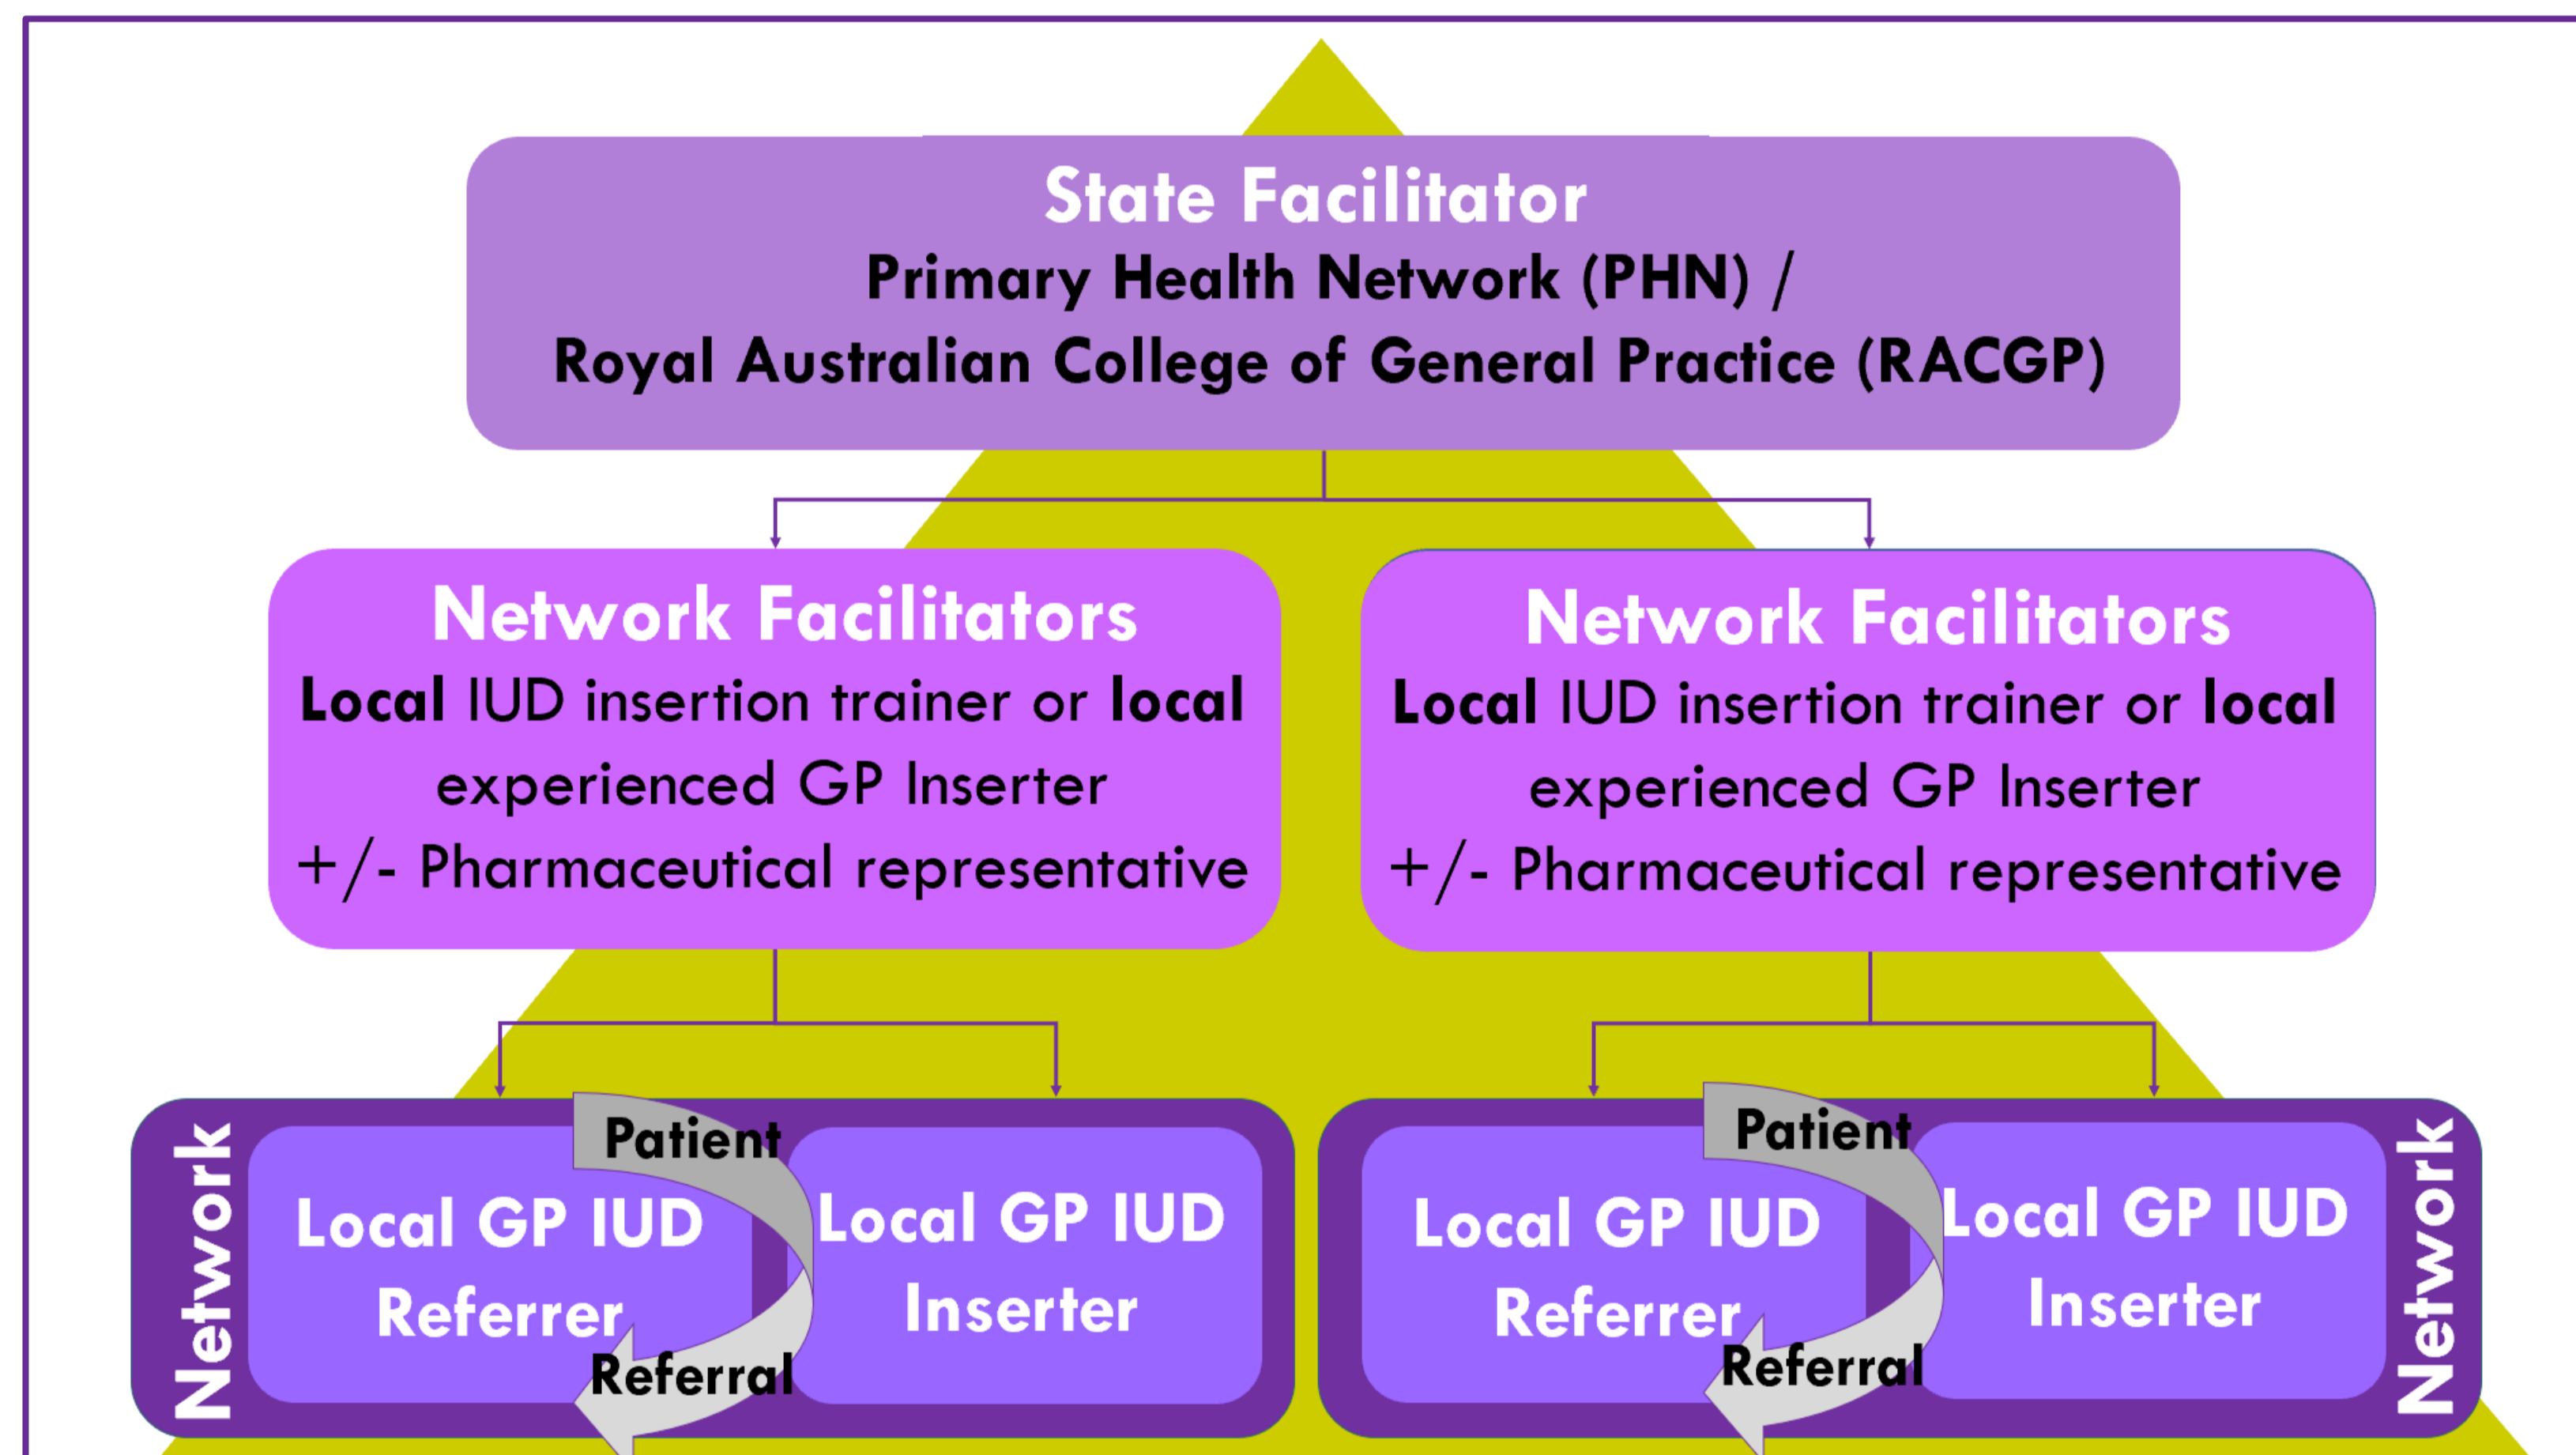 State Facilitator
Primary Health Network (PHN) /
Royal Australian College of General Practice (RACGP)
Network Facilitators
Local IUD insertion trainer or local
experienced GP Inserter
+/- Pharmaceutical representative
Network Facilitators
Local IUD insertion trainer or local
experienced GP Inserter
+/- Pharmaceutical representative
Network
Patient
Local GP IUD
Referrer
Local GP IUD
Inserter
Referral
Patient
Local GP IUD
Referrer
Local GP IUD
Inserter
Referral
Network